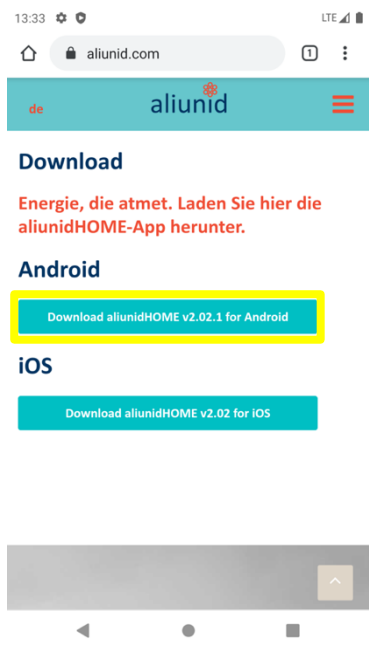 13:33
LTE
aliunid.com
1
de
aliunid
Download
Energie, die atmet. Laden Sie hier die
aliunidHOME-App herunter.
Android
Download aliunidHOME v2.02.1 for Android
iOS
Download aliunidHOME v2.02 for iOS